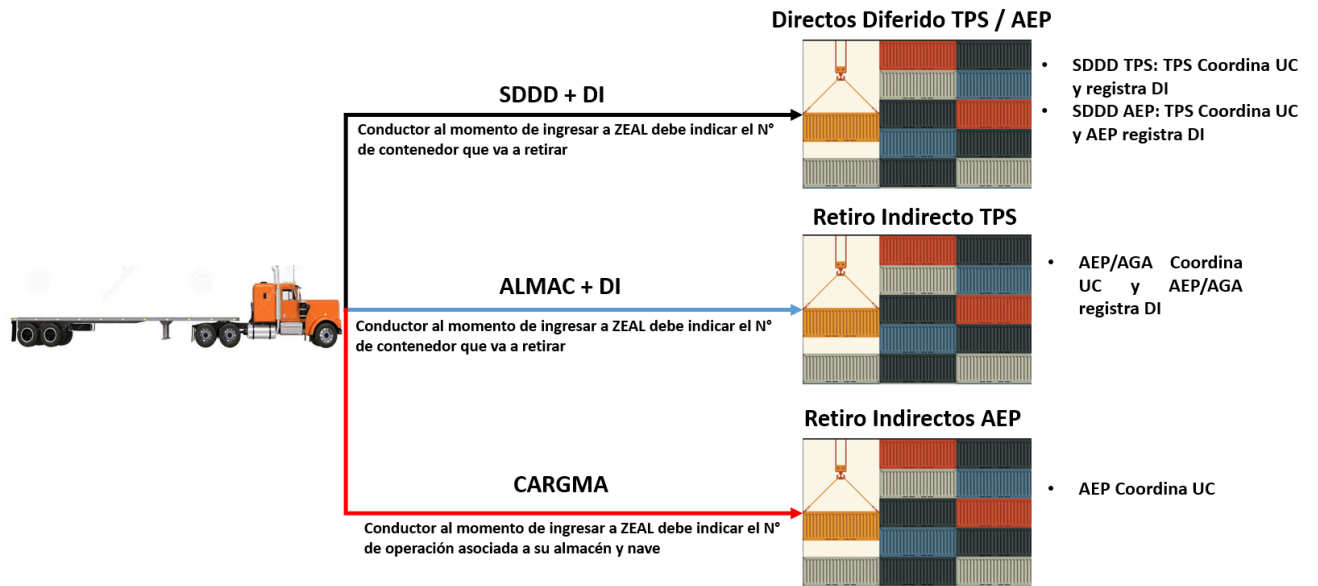 Directos Diferido TPS / AEP
SDDD + DI
Conductor al momento de ingresar a ZEAL debe indicar el N°
de contenedor que va a retirar
• SDDD TPS: TPS Coordina UC
y registra DI
• SDDD AEP: TPS Coordina UC
y AEP registra DI
Retiro Indirecto TPS
ALMAC + DI
Conductor al momento de ingresar a ZEAL debe indicar el N°
de contenedor que va a retirar
• AEP/AGA Coordina
UC y AEP/AGA
registra DI
Retiro Indirectos AEP
CARGMA
Conductor al momento de ingresar a ZEAL debe indicar el N°
de operación asociada a su almacén y nave
• AEP Coordina UC